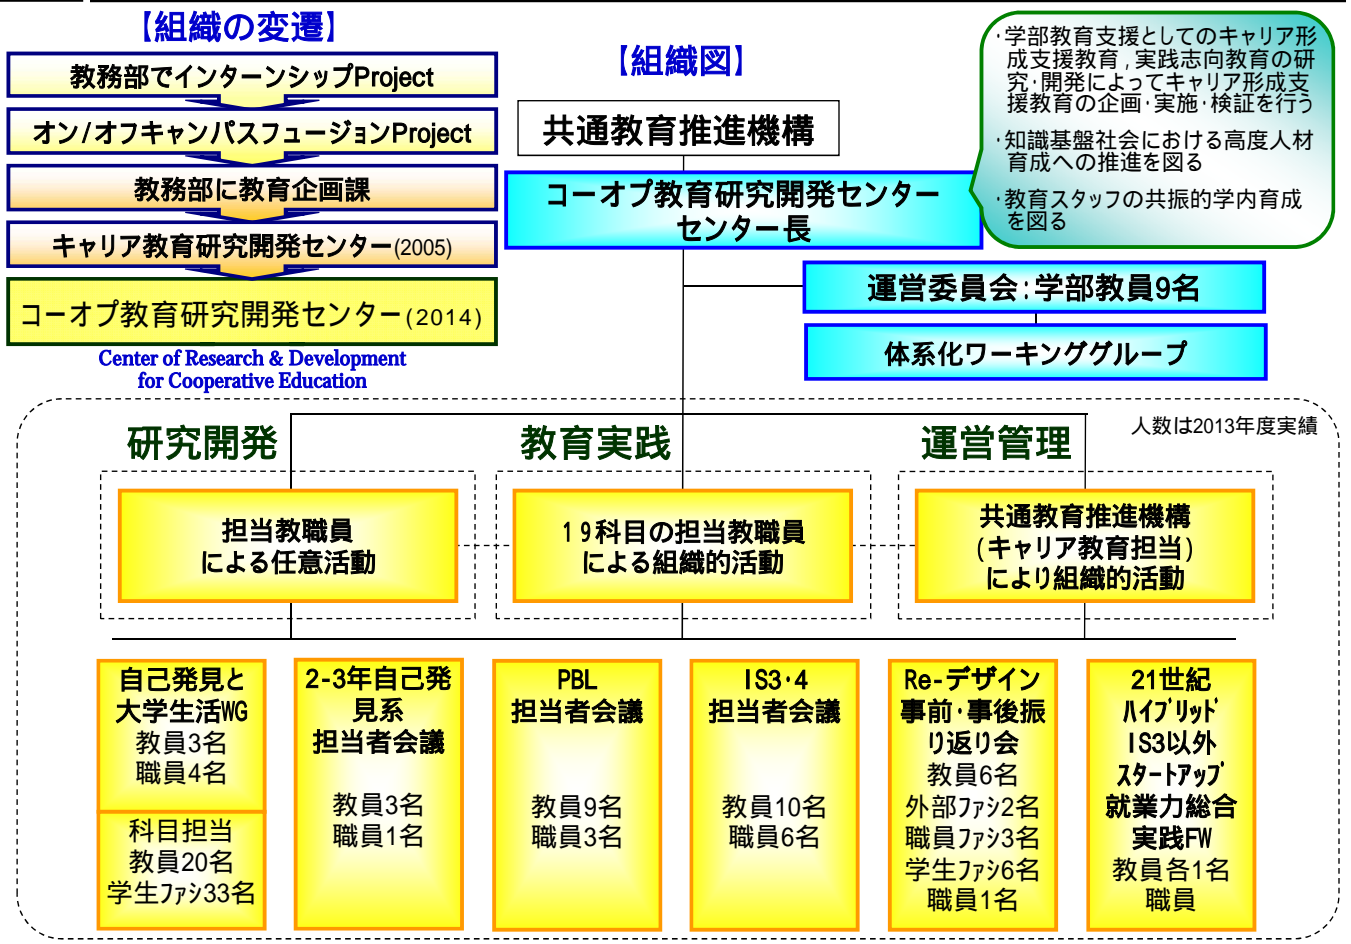 【組織の変遷】
教務部でインターンシップProject
オン/オフキャンパスフュージョンProject
教務部に教育企画課
キャリア教育研究開発センター(2005)
コーオプ教育研究開発センター(2014)
Center of Research & Development
for Cooperative Education
【組織図】
共通教育推進機構
コーオプ教育研究開発センター
センター長
・学部教育支援としてのキャリア形
成支援教育，実践志向教育の研
究・開発によってキャリア形成支
援教育の企画・実施・検証を行う
・知識基盤社会における高度人材
育成への推進を図る
・教育スタッフの共振的学内育成
を図る
運営委員会：学部教員9名
体系化ワーキンググループ
人数は2013年度実績
研究開発
担当教職員
による任意活動
教育実践
19科目の担当教職員
による組織的活動
運営管理
共通教育推進機構
(キャリア教育担当)
により組織的活動
自己発見と
大学生活WG
教員3名
職員4名
科目担当
教員20名
学生ﾌｧｼ33名
2-3年自己発
見系
担当者会議
教員3名
職員1名
PBL
担当者会議
教員9名
職員3名
IS3・4
担当者会議
教員10名
職員6名
Re-デザイン
事前・事後振
り返り会
教員6名
外部ﾌｧｼ2名
職員ﾌｧｼ3名
学生ﾌｧｼ6名
職員1名
21世紀
ﾊｲﾌﾞﾘｯﾄﾞ
IS3以外
ｽﾀｰﾄｱｯﾌﾟ
就業力総合
実践FW
教員各1名
職員